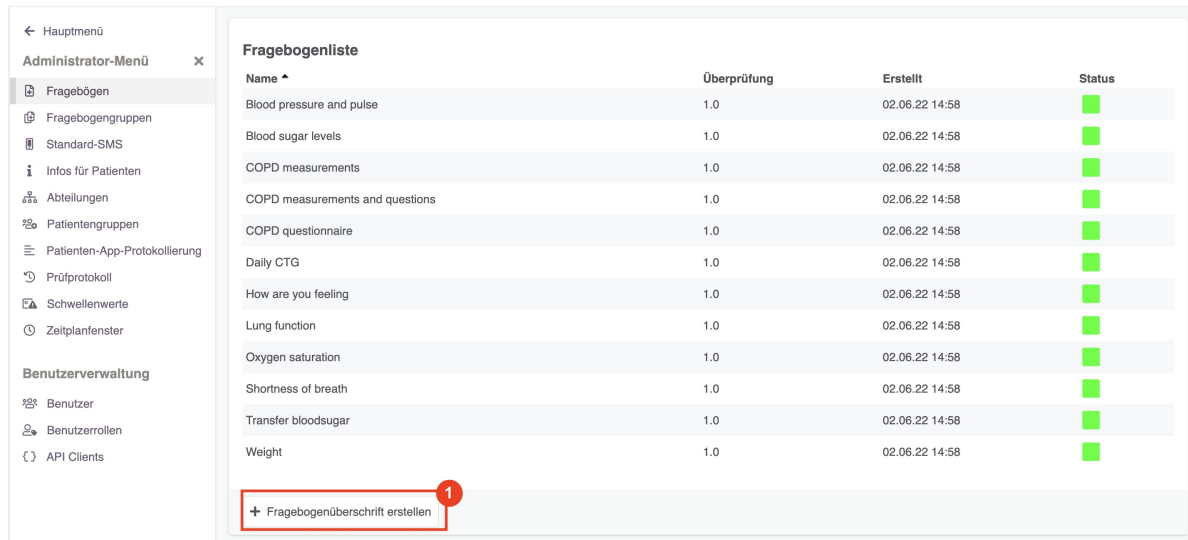 Hauptmenü
Administrator-Menü
Fragebögen
Fragebogengruppen
Standard-SMS
Infos für Patienten
Abteilungen
Patientengruppen
Patienten-App-Protokollierung
Prüfprotokoll
Schwellenwerte
Zeitplanfenster
Benutzerverwaltung
Benutzer
Benutzerrollen
API Clients
Fragebogenliste
Name Überprüfung Erstellt Status
Blood pressure and pulse 1.0 02.06.22 14:58
Blood sugar levels 1.0 02.06.22 14:58
COPD measurements 1.0 02.06.22 14:58
COPD measurements and questions 1.0 02.06.22 14:58
COPD questionnaire 1.0 02.06.22 14:58
Daily CTG 1.0 02.06.22 14:58
How are you feeling 1.0 02.06.22 14:58
Lung function 1.0 02.06.22 14:58
Oxygen saturation 1.0 02.06.22 14:58
Shortness of breath 1.0 02.06.22 14:58
Transfer bloodsugar 1.0 02.06.22 14:58
Weight 1.0 02.06.22 14:58
1
+ Fragebogenüberschrift erstellen